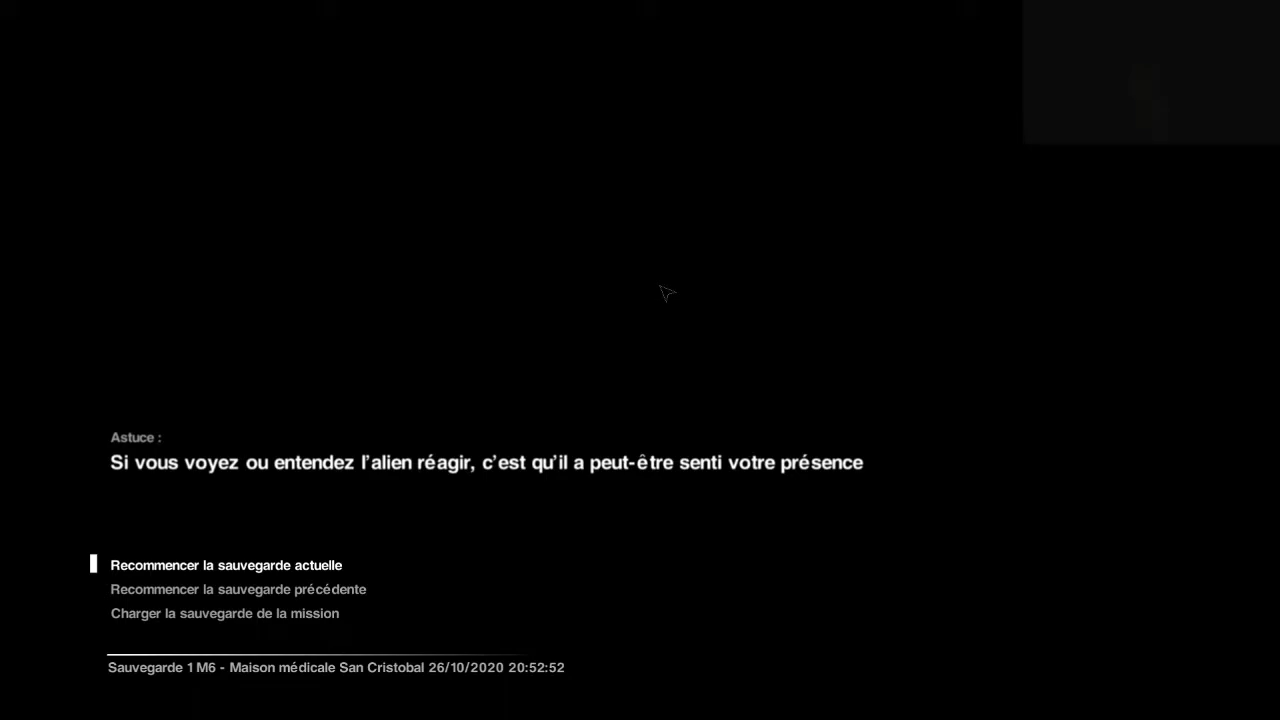 Astuce :
Si vous voyez ou entendez l’alien réagir, c’est qu’il a peut-être senti votre présence
Recommencer la sauvegarde actuelle
Recommencer la sauvegarde précédente
Charger la sauvegarde de la mission
Sauvegarde 1 M6 - Maison médicale San Cristobal 26/10/2020 20:52:52